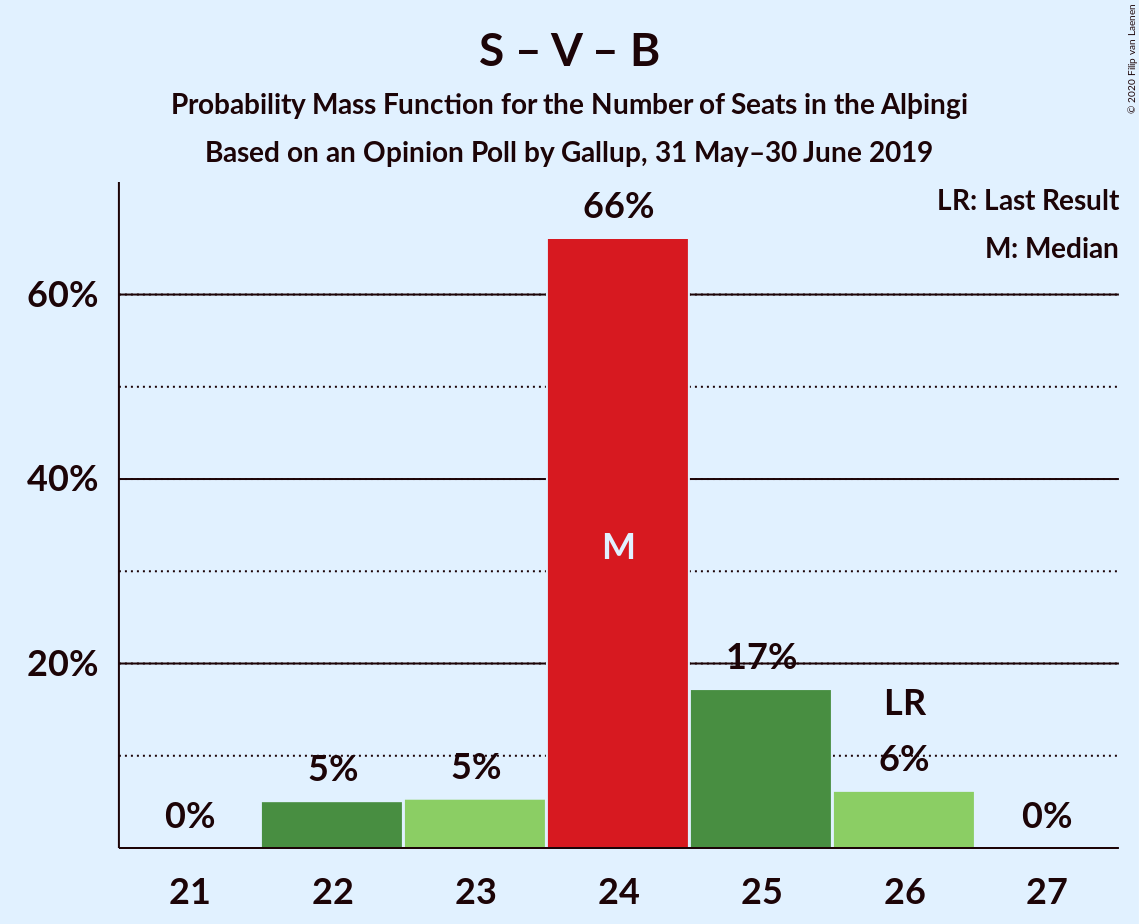 S – V – B
Probability Mass Function for the Number of Seats in the Alþingi
Based on an Opinion Poll by Gallup, 31 May–30 June 2019
© 2020 Filip van Laenen
LR: Last Result
M: Median
66%
60%
40%
M
20%
17%
LR
0%
5%
5%
6%
0%
21
22
23
24
25
26
27